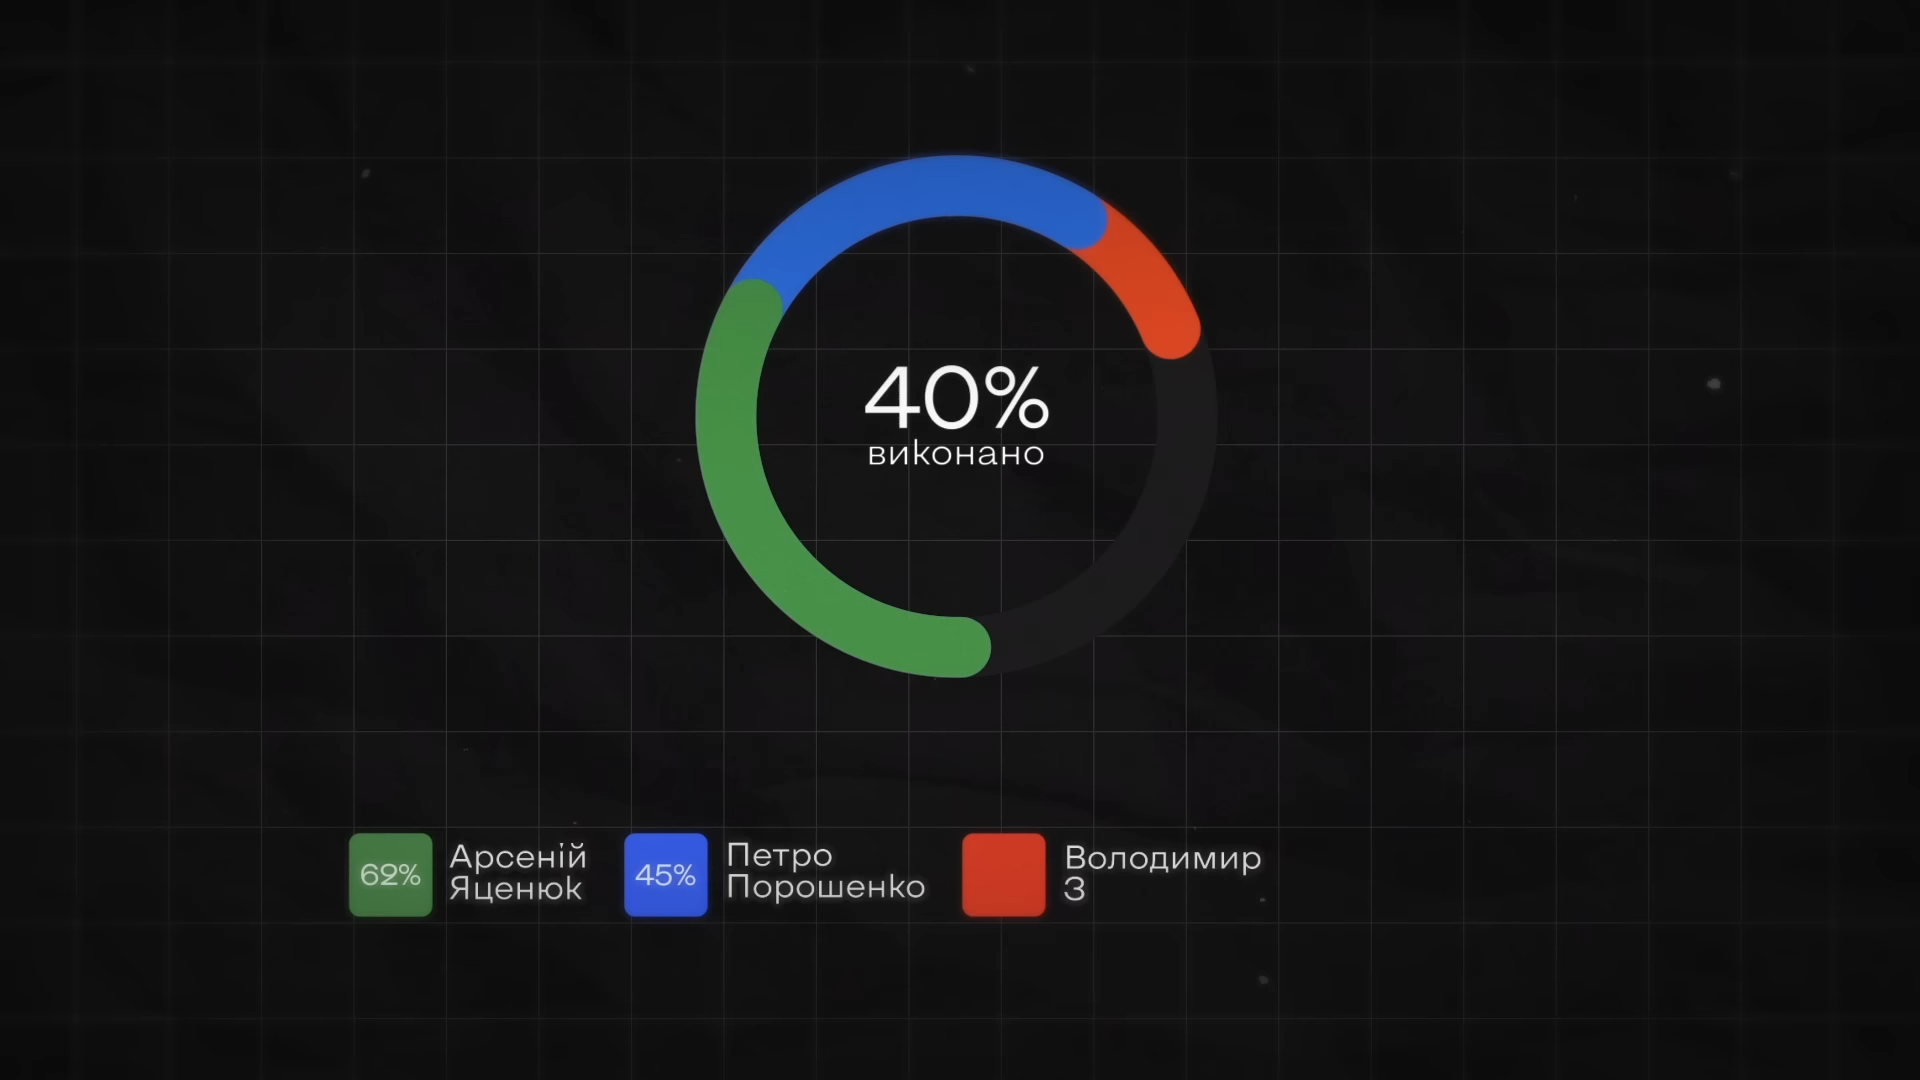 40%
виконано
62%
Арсеній
Яценюк
45%
Петро
Порошенко
Володимир
З